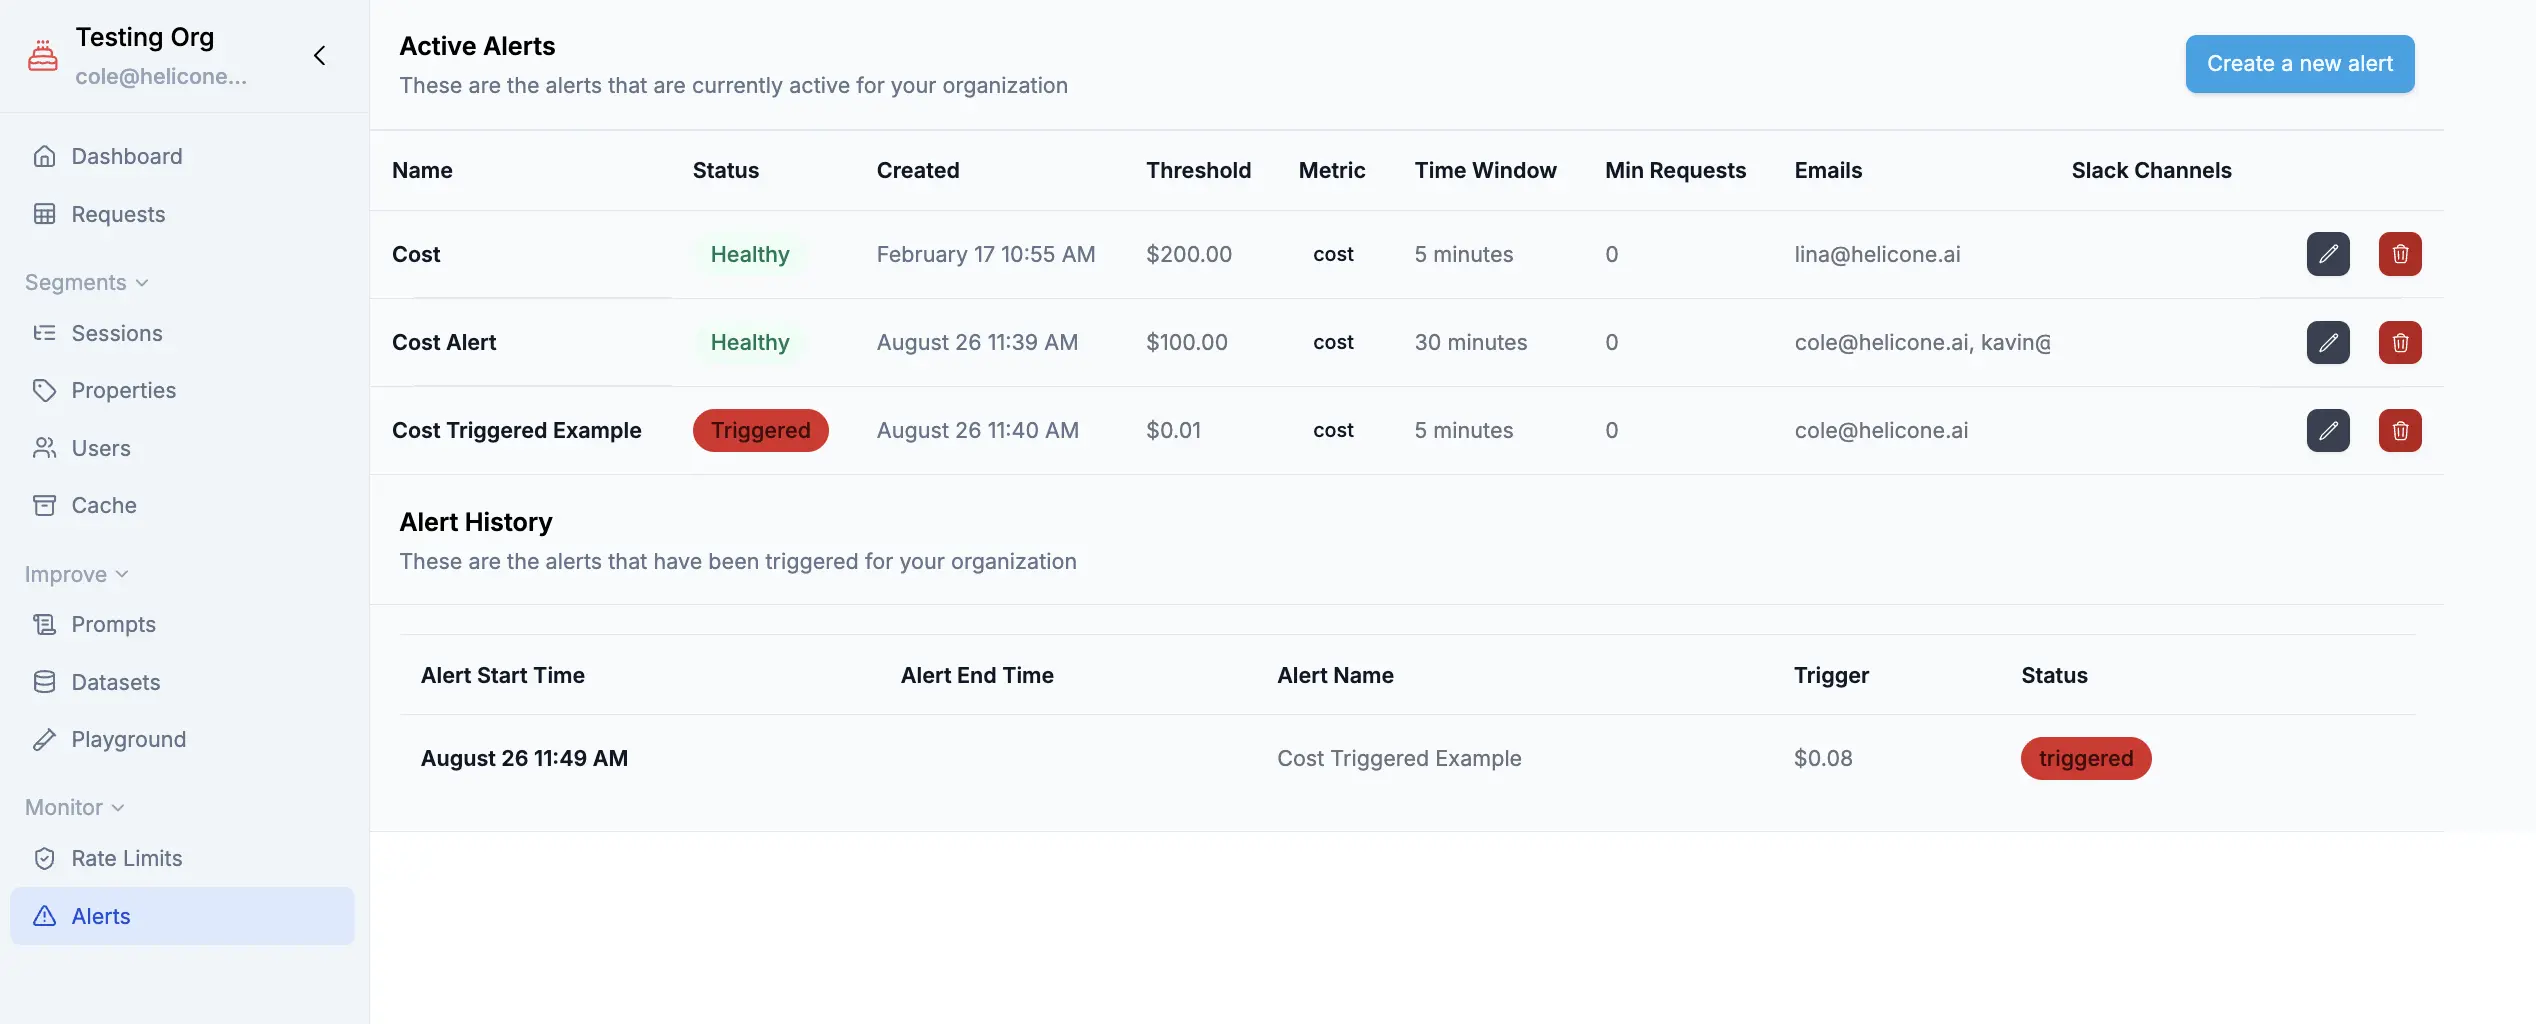 Testing Org
cole@helicone...
Dashboard
Requests
Segments
Sessions
Properties
Users
Cache
Improve
Prompts
Datasets
Playground
Monitor
Rate Limits
Alerts
Active Alerts
These are the alerts that are currently active for your organization
Create a new alert
Name Status Created Threshold Metric Time Window Min Requests Emails Slack Channels
Cost Healthy February 17 10:55 AM $200.00 cost 5 minutes 0 lina@helicone.ai
Cost Alert Healthy August 26 11:39 AM $100.00 cost 30 minutes 0 cole@helicone.ai, kavin@
Cost Triggered Example Triggered August 26 11:40 AM $0.01 cost 5 minutes 0 cole@helicone.ai
Alert History
These are the alerts that have been triggered for your organization
Alert Start Time Alert End Time Alert Name Trigger Status
August 26 11:49 AM Cost Triggered Example $0.08 triggered